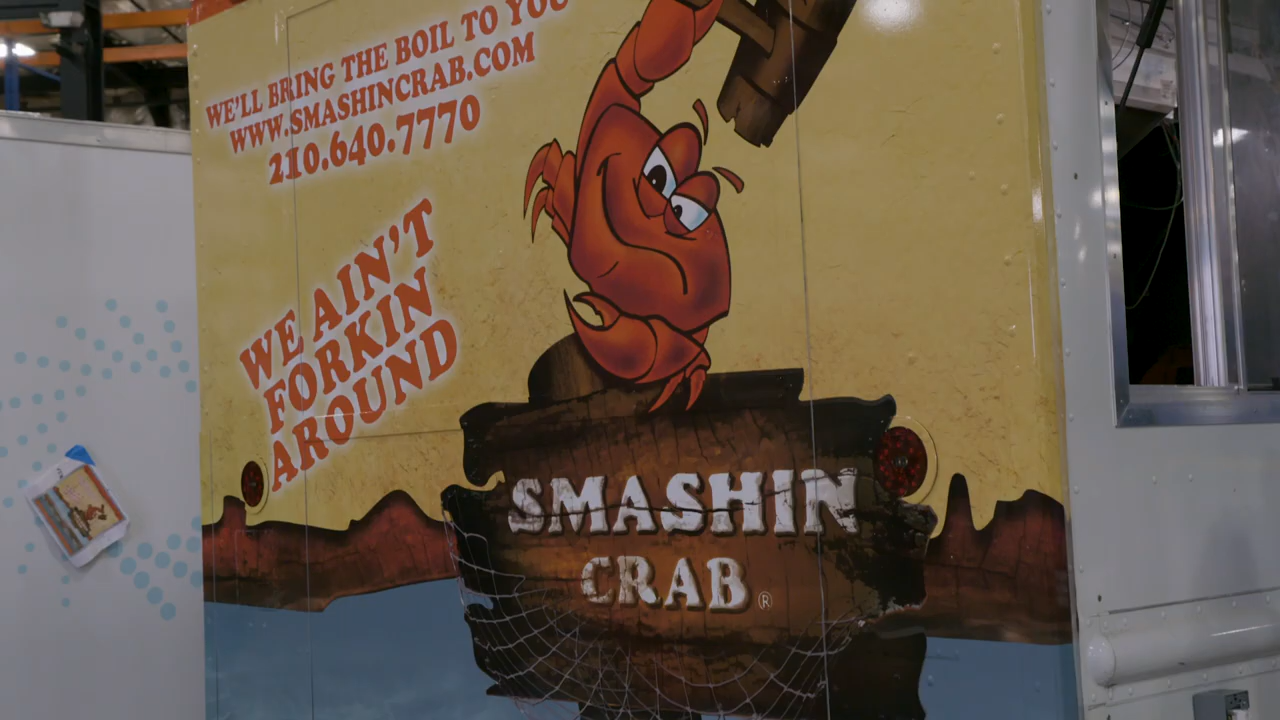 WE'LL BRING THE BOIL TO YOU
WWW.SMASHINCRAB.COM
210.640.7770
WE AIN'T
FORKIN
AROUND
SMASHIN
CRAB®